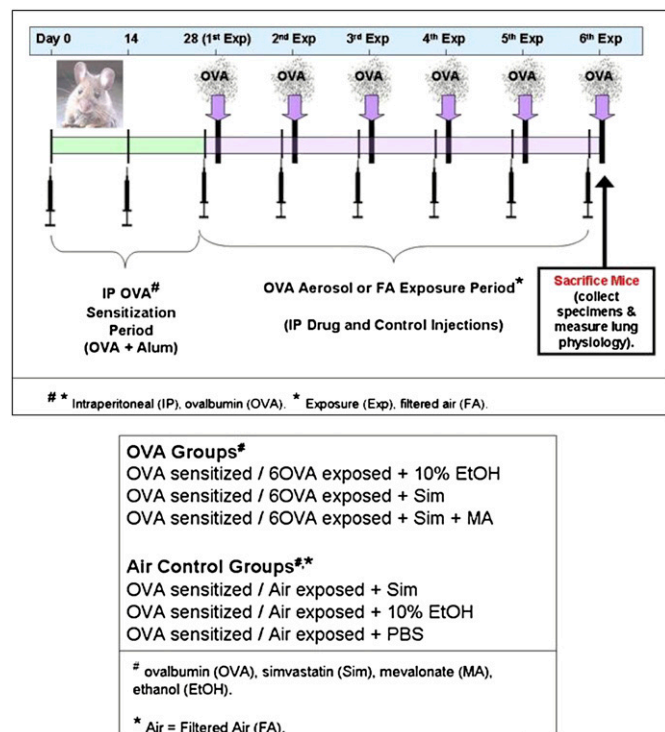 Day 0 14 28 (1st Exp) 2nd Exp 3rd Exp 4th Exp 5th Exp 6th Exp
OVA OVA OVA OVA OVA OVA
IP OVA#
Sensitization
Period
(OVA + Alum)
OVA Aerosol or FA Exposure Period*
(IP Drug and Control Injections)
Sacrifice Mice
(collect
specimens &
measure lung
physiology).
# * Intraperitoneal (IP), ovalbumin (OVA). * Exposure (Exp), filtered air (FA).
OVA Groups#
OVA sensitized / 6OVA exposed + 10% EtOH
OVA sensitized / 6OVA exposed + Sim
OVA sensitized / 6OVA exposed + Sim + MA
Air Control Groups#,*
OVA sensitized / Air exposed + Sim
OVA sensitized / Air exposed + 10% EtOH
OVA sensitized / Air exposed + PBS
# ovalbumin (OVA), simvastatin (Sim), mevalonate (MA),
ethanol (EtOH).
* Air = Filtered Air (FA).